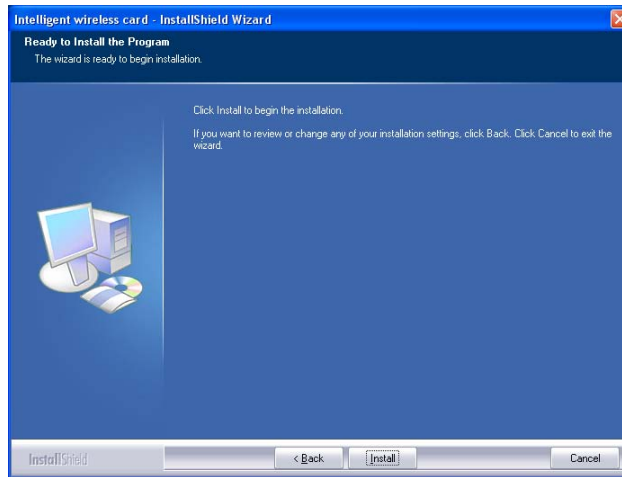 Intelligent wireless card - InstallShield Wizard
Ready to Install the Program
The wizard is ready to begin installation.
Click Install to begin the installation.
If you want to review or change any of your installation settings, click Back. Click Cancel to exit the
wizard.
InstallShield
< Back Install Cancel